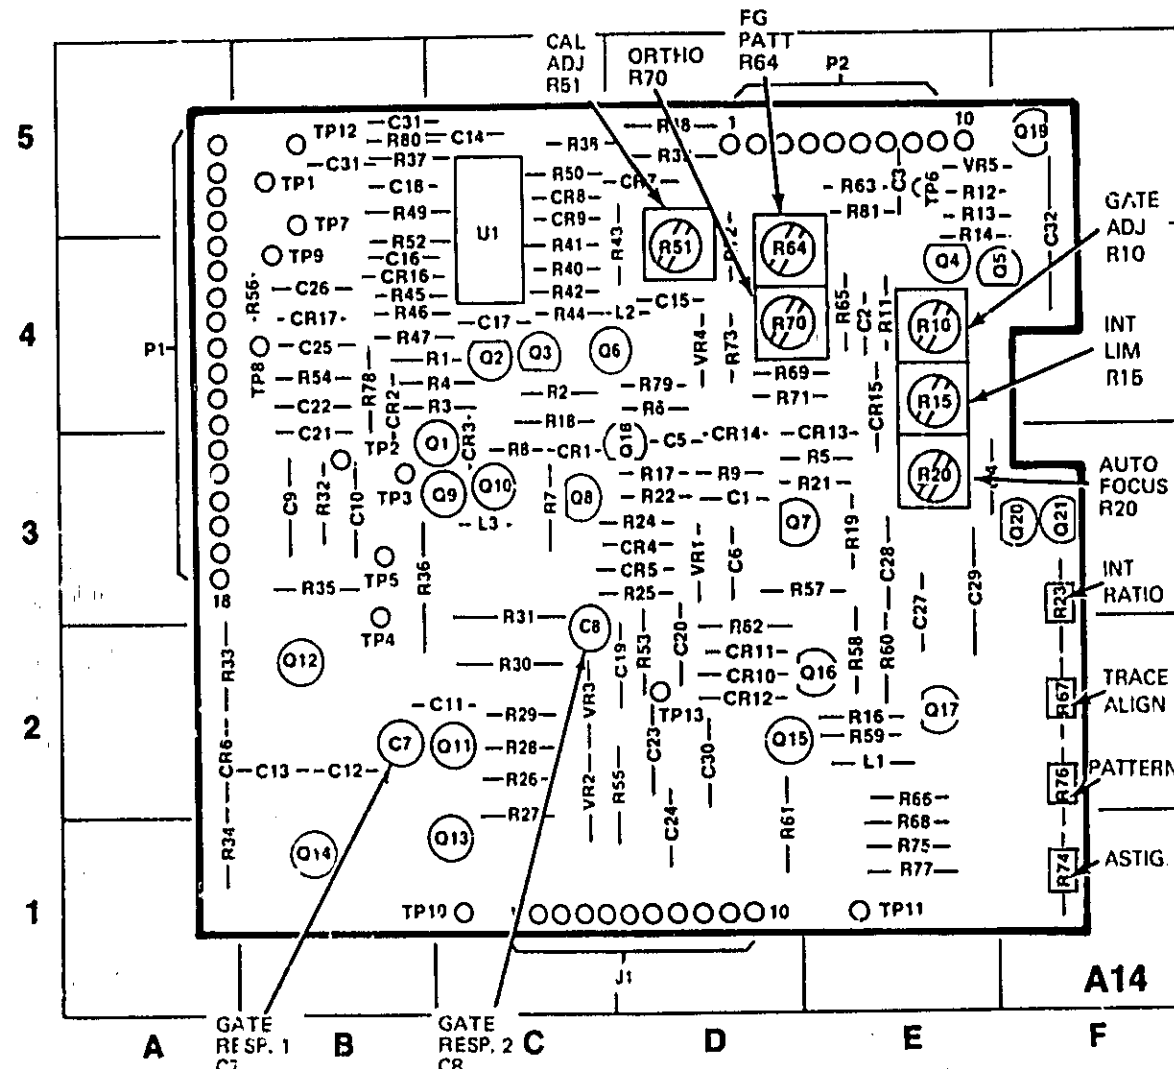 FG
PATT
R64
CAL
ADJ
R51
ORTHO
R70
P2
5
TP12
C31
R80
C14
R38
1
10
Q19
C31
R37
R50
CR7
VR5
TP1
C18
CR8
R63
C3
TP6
R12
TP7
R49
CR9
R43
R81
R13
GATE
ADJ
R10
U1
R51
R64
R14
C32
TP9
R52
C16
R41
Q4
Q5
R56
CR16
R40
C26
R45
R42
C15
R65
C2
R11
CR17
R46
R44
L2
R70
R10
INT
LIM
4
P1
C17
VR4
R73
TP8
C25
R47
Q2
Q3
Q6
R1
R54
R78
R4
R79
R69
CR15
R15
C22
CR2
R3
R2
R71
C21
CR3
R18
TP2
Q1
R8
CR1
C5
CR14
CR13
R5
R20
AUTO
FOCUS
R20
C9
R32
C10
TP3
Q9
Q10
R7
Q8
R17
R9
R21
R22
C1
3
L3
R24
VR1
C6
Q7
R19
Q20
Q21
CR4
C28
TP5
R36
CR5
C29
R35
R25
R57
C27
INT
RATIO
R23
18
TP4
R31
C8
R53
C20
R62
R58
R60
R33
Q12
R30
C19
CR11
CR10
Q16
TRACE
ALIGN
R67
C11
VR3
CR12
TP13
R29
R16
Q17
2
C7
Q11
R28
C23
C30
Q15
R59
CR6
C13
C12
R26
VR2
R55
L1
PATTERN
R76
R27
C24
R61
R66
R34
Q14
Q13
R68
R75
R77
ASTIG.
R74
1
TP10
10
TP11
J1
A14
GATE
RESP. 1
C7
GATE
RESP. 2
C8
A
B
C
D
E
F